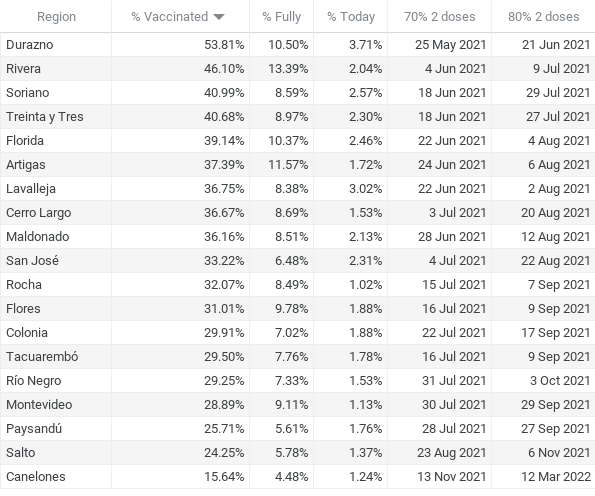 Region % Vaccinated % Fully % Today 70% 2 doses 80% 2 doses
Durazno 53.81% 10.50% 3.71% 25 May 2021 21 Jun 2021
Rivera 46.10% 13.39% 2.04% 4 Jun 2021 9 Jul 2021
Soriano 40.99% 8.59% 2.57% 18 Jun 2021 29 Jul 2021
Treinta y Tres 40.68% 8.97% 2.30% 18 Jun 2021 27 Jul 2021
Florida 39.14% 10.37% 2.46% 22 Jun 2021 4 Aug 2021
Artigas 37.39% 11.57% 1.72% 24 Jun 2021 6 Aug 2021
Lavalleja 36.75% 8.38% 3.02% 22 Jun 2021 2 Aug 2021
Cerro Largo 36.67% 8.69% 1.53% 3 Jul 2021 20 Aug 2021
Maldonado 36.16% 8.51% 2.13% 28 Jun 2021 12 Aug 2021
San José 33.22% 6.48% 2.31% 4 Jul 2021 22 Aug 2021
Rocha 32.07% 8.49% 1.02% 15 Jul 2021 7 Sep 2021
Flores 31.01% 9.78% 1.88% 16 Jul 2021 9 Sep 2021
Colonia 29.91% 7.02% 1.88% 22 Jul 2021 17 Sep 2021
Tacuarembó 29.50% 7.76% 1.78% 16 Jul 2021 9 Sep 2021
Río Negro 29.25% 7.33% 1.53% 31 Jul 2021 3 Oct 2021
Montevideo 28.89% 9.11% 1.13% 30 Jul 2021 29 Sep 2021
Paysandú 25.71% 5.61% 1.76% 28 Jul 2021 27 Sep 2021
Salto 24.25% 5.78% 1.37% 23 Aug 2021 6 Nov 2021
Canelones 15.64% 4.48% 1.24% 13 Nov 2021 12 Mar 2022